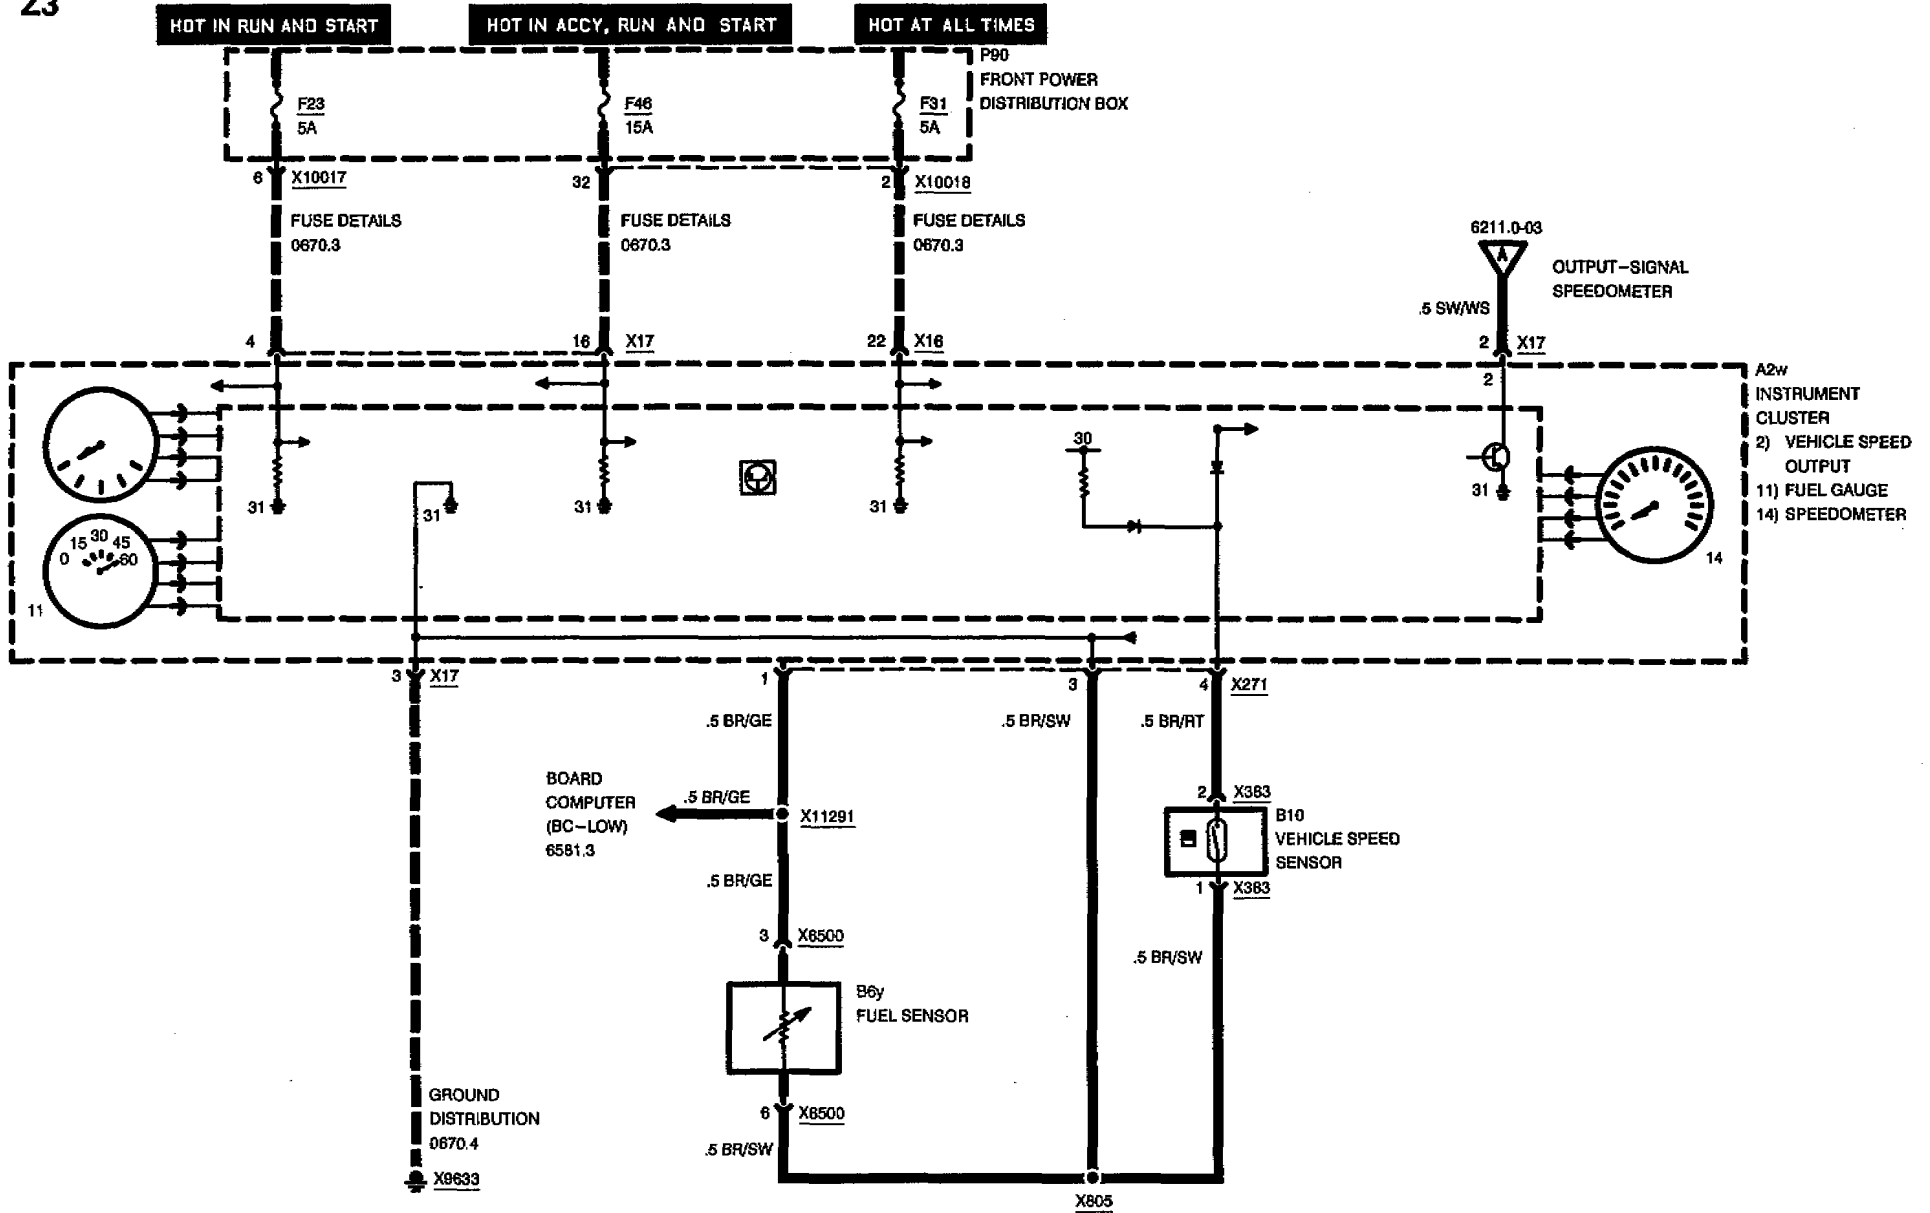 Z3
HOT IN RUN AND START
HOT IN ACCY, RUN AND START
HOT AT ALL TIMES
P90
FRONT POWER
DISTRIBUTION BOX
F23
5A
F46
15A
F31
5A
6 X10017
32
2 X10018
FUSE DETAILS
0670.3
FUSE DETAILS
0670.3
FUSE DETAILS
0670.3
6211.0-03
A
OUTPUT-SIGNAL
SPEEDOMETER
.5 SW/WS
4
16 X17
22 X16
2 X17
2
A2w
INSTRUMENT
CLUSTER
2) VEHICLE SPEED
OUTPUT
11) FUEL GAUGE
14) SPEEDOMETER
30
31
31
31
31
31
0 15 30 45 60
11
14
3 X17
1
3
4 X271
.5 BR/GE
.5 BR/SW
.5 BR/RT
BOARD
COMPUTER
(BC-LOW)
6581.3
.5 BR/GE
X11291
2 X363
B10
VEHICLE SPEED
SENSOR
1 X363
.5 BR/GE
3 X6500
.5 BR/SW
B6y
FUEL SENSOR
GROUND
DISTRIBUTION
0670.4
6 X6500
.5 BR/SW
X9633
X805